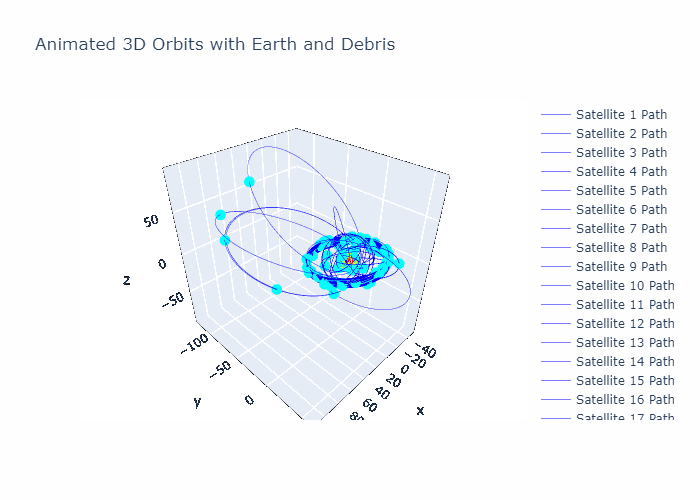 Animated 3D Orbits with Earth and Debris
Satellite 1 Path
Satellite 2 Path
Satellite 3 Path
Satellite 4 Path
Satellite 5 Path
Satellite 6 Path
Satellite 7 Path
Satellite 8 Path
Satellite 9 Path
Satellite 10 Path
Satellite 11 Path
Satellite 12 Path
Satellite 13 Path
Satellite 14 Path
Satellite 15 Path
Satellite 16 Path
Satellite 17 Path
50
0
−50
z
−100
−50
0
y
−40
−20
0
20
40
60
80
x